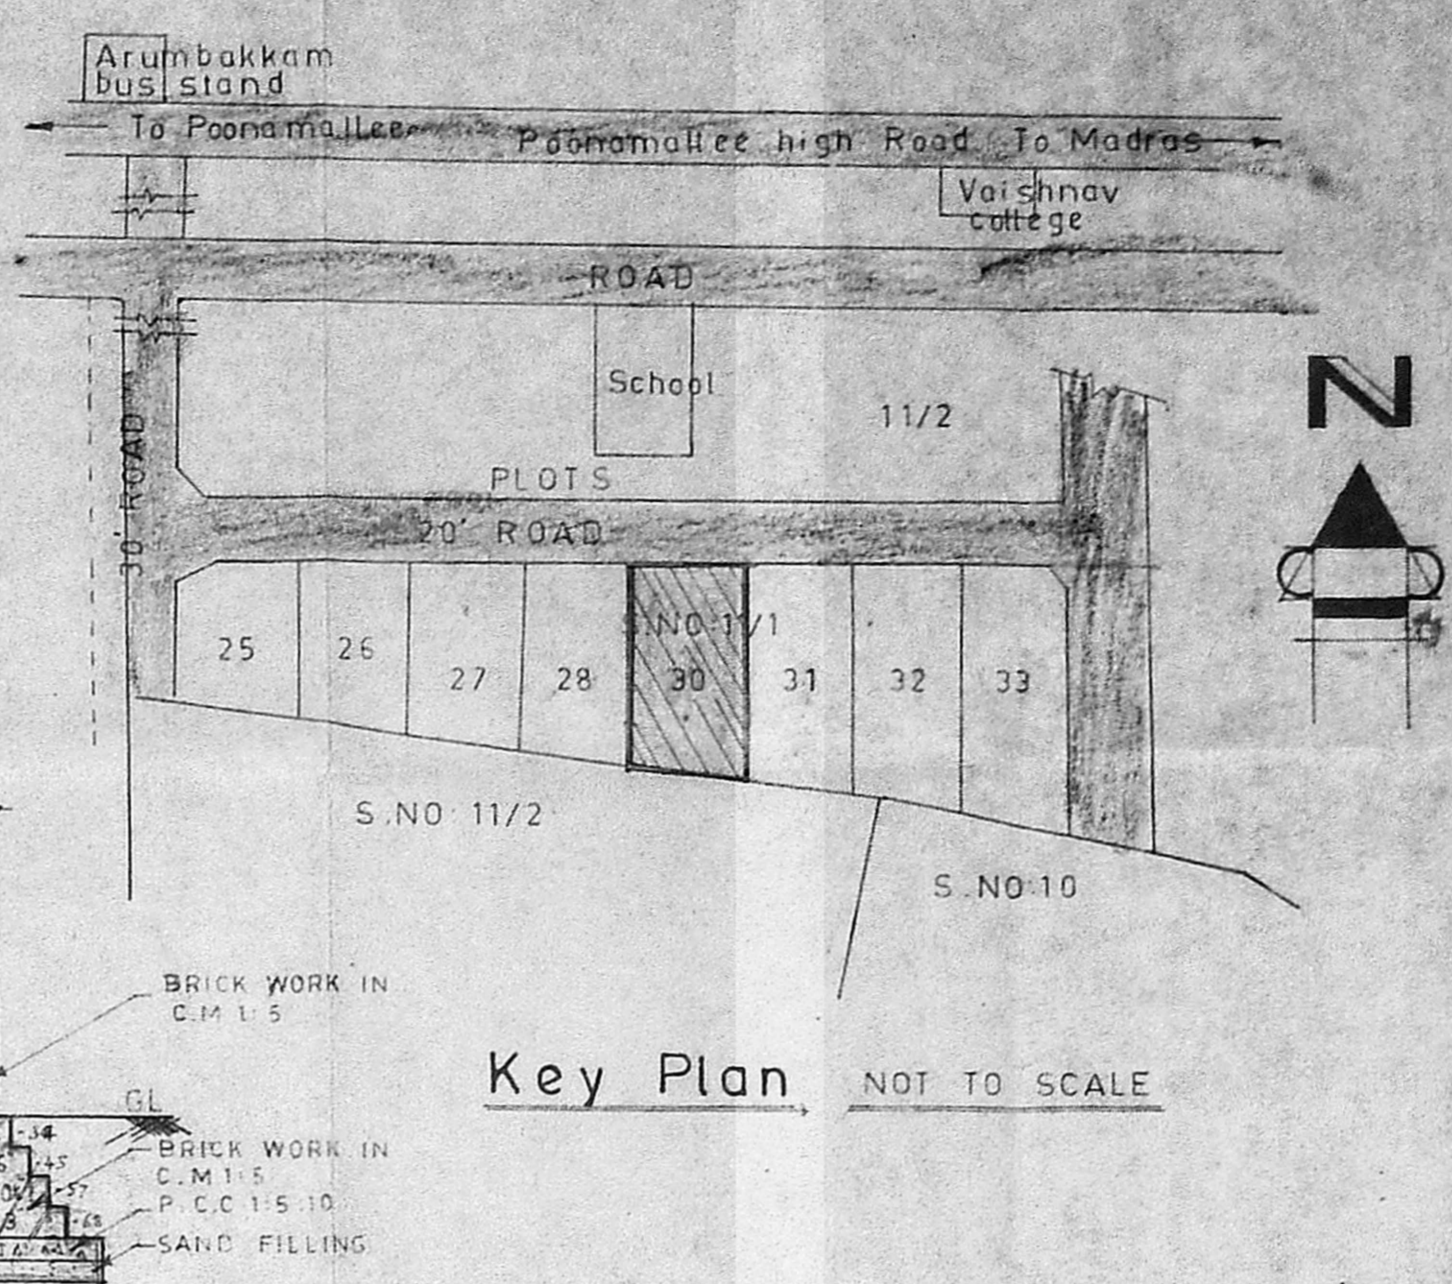 Arumbakkam
bus stand
To Poonamallee
Poonamallee high Road To Madras
Vaishnav
college
ROAD
School
11/2
N
PLOTS
30' ROAD
20' ROAD
S.NO:11/1
25
26
27
28
30
31
32
33
S.NO: 11/2
S.NO:10
BRICK WORK IN
C.M 1:5
Key Plan NOT TO SCALE
GL
BRICK WORK IN
C.M 1:5
P.C.C 1:5:10
SAND FILLING
·45
·57
·68